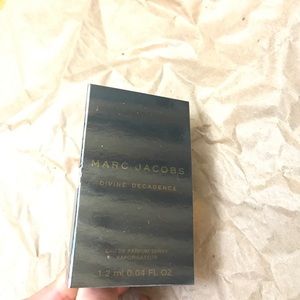 MARC JACOBS
DIVINE DECADENCE
EAU DE PARFUM SPRAY
VAPORISATEUR
1.2 ml 0.04 FL OZ